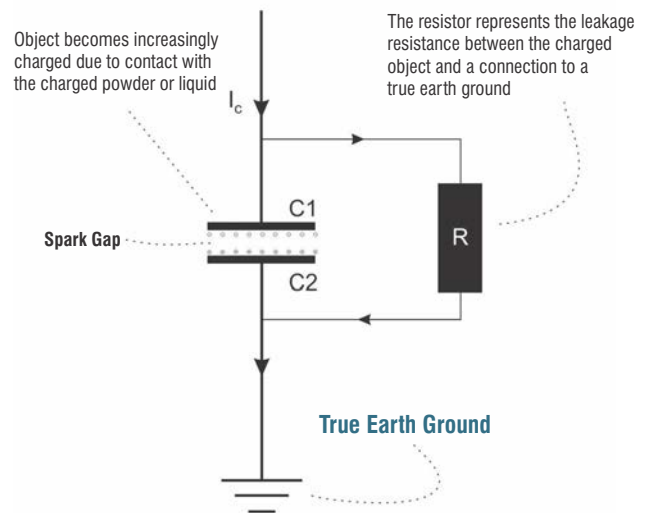 Object becomes increasingly
charged due to contact with
the charged powder or liquid
The resistor represents the leakage
resistance between the charged
object and a connection to a
true earth ground
Ic
C1
Spark Gap
R
C2
True Earth Ground